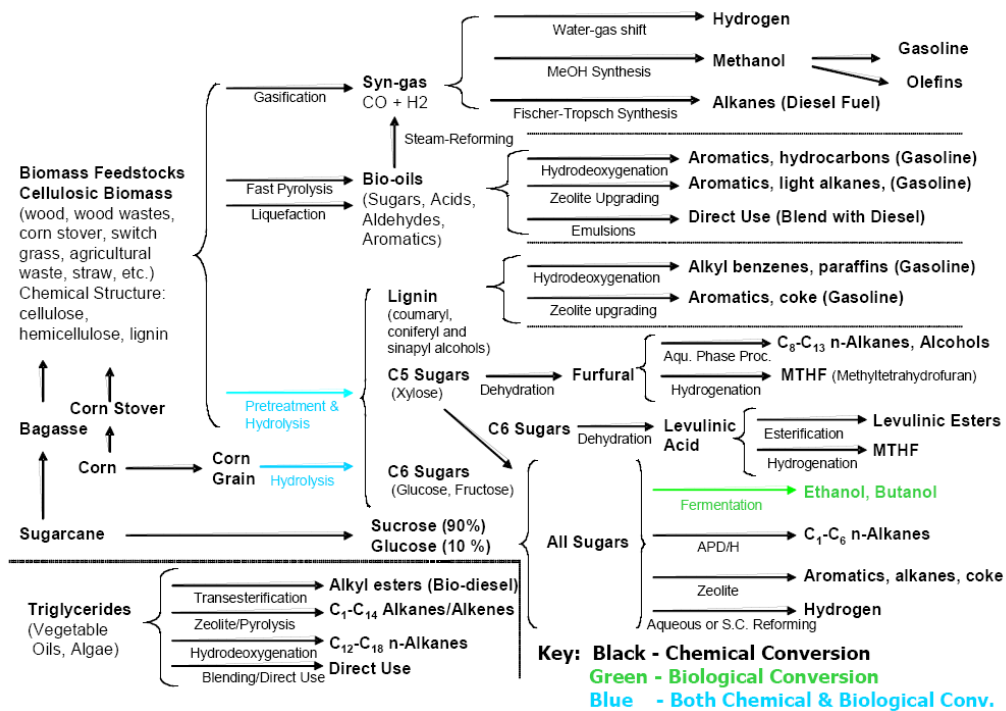 Biomass Feedstocks
Cellulosic Biomass
(wood, wood wastes,
corn stover, switch
grass, agricultural
waste, straw, etc.)
Chemical Structure:
cellulose,
hemicellulose, lignin
Corn Stover
Bagasse
Corn
Corn
Grain
Sugarcane
Gasification
Syn-gas
CO + H2
Water-gas shift
Hydrogen
MeOH Synthesis
Methanol
Gasoline
Olefins
Fischer-Tropsch Synthesis
Alkanes (Diesel Fuel)
Steam-Reforming
Fast Pyrolysis
Liquefaction
Bio-oils
(Sugars, Acids,
Aldehydes,
Aromatics)
Hydrodeoxygenation
Aromatics, hydrocarbons (Gasoline)
Zeolite Upgrading
Aromatics, light alkanes, (Gasoline)
Emulsions
Direct Use (Blend with Diesel)
Pretreatment &
Hydrolysis
Hydrolysis
Lignin
(coumaryl,
coniferyl and
sinapyl alcohols)
Hydrodeoxygenation
Alkyl benzenes, paraffins (Gasoline)
Zeolite upgrading
Aromatics, coke (Gasoline)
C5 Sugars
(Xylose)
Dehydration
Furfural
Aqu. Phase Proc.
C8-C13 n-Alkanes, Alcohols
Hydrogenation
MTHF (Methyltetrahydrofuran)
C6 Sugars
Dehydration
Levulinic
Acid
Esterification
Levulinic Esters
Hydrogenation
MTHF
C6 Sugars
(Glucose, Fructose)
Sucrose (90%)
Glucose (10 %)
All Sugars
Fermentation
Ethanol, Butanol
APD/H
C1-C6 n-Alkanes
Zeolite
Aromatics, alkanes, coke
Aqueous or S.C. Reforming
Hydrogen
Triglycerides
(Vegetable
Oils, Algae)
Transesterification
Alkyl esters (Bio-diesel)
Zeolite/Pyrolysis
C1-C14 Alkanes/Alkenes
Hydrodeoxygenation
C12-C18 n-Alkanes
Blending/Direct Use
Direct Use
Key: Black - Chemical Conversion
Green - Biological Conversion
Blue - Both Chemical & Biological Conv.